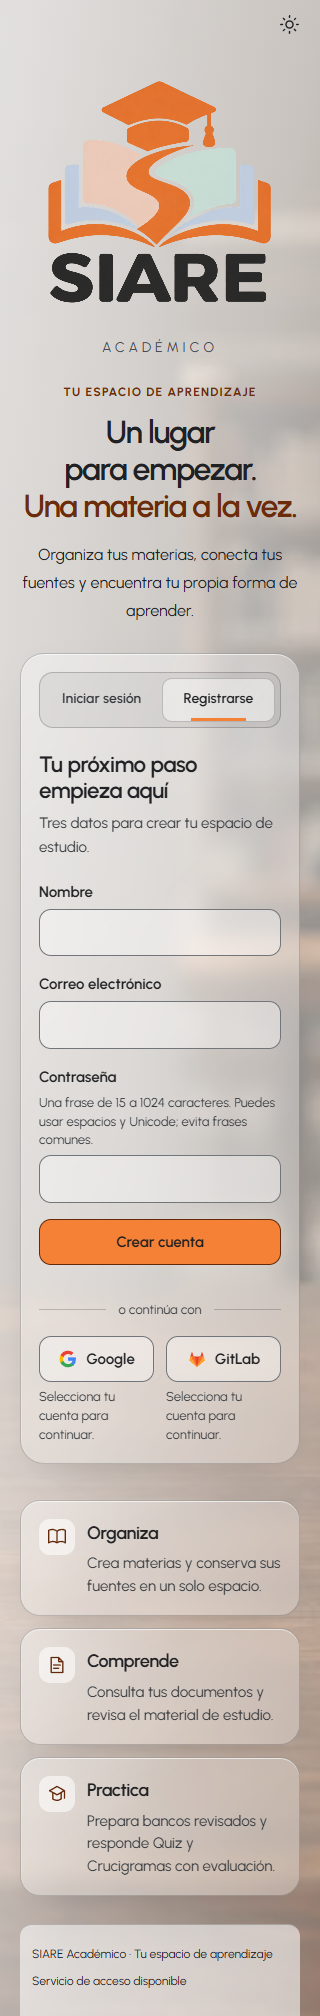 SIARE
ACADÉMICO
TU ESPACIO DE APRENDIZAJE
Un lugar
para empezar.
Una materia a la vez.
Organiza tus materias, conecta tus
fuentes y encuentra tu propia forma de
aprender.
Iniciar sesión
Registrarse
Tu próximo paso
empieza aquí
Tres datos para crear tu espacio de
estudio.
Nombre
Correo electrónico
Contraseña
Una frase de 15 a 1024 caracteres. Puedes
usar espacios y Unicode; evita frases
comunes.
Crear cuenta
o continúa con
Google
Selecciona tu
cuenta para
continuar.
GitLab
Selecciona tu
cuenta para
continuar.
Organiza
Crea materias y conserva sus
fuentes en un solo espacio.
Comprende
Consulta tus documentos y
revisa el material de estudio.
Practica
Prepara bancos revisados y
responde Quiz y
Crucigramas con evaluación.
SIARE Académico · Tu espacio de aprendizaje
Servicio de acceso disponible